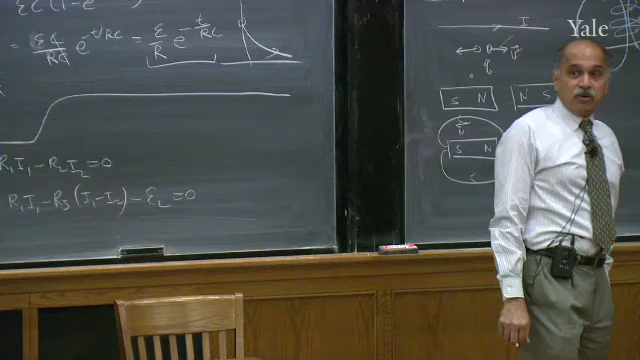 = εC/RC e^-t/RC = ε/R e^-t/RC
R₁I₁ - R₂I₂ = 0
R₁I₁ - R₃(I₁ - I₂) - ε₂ = 0
I
q
S N
N S
S N
Yale